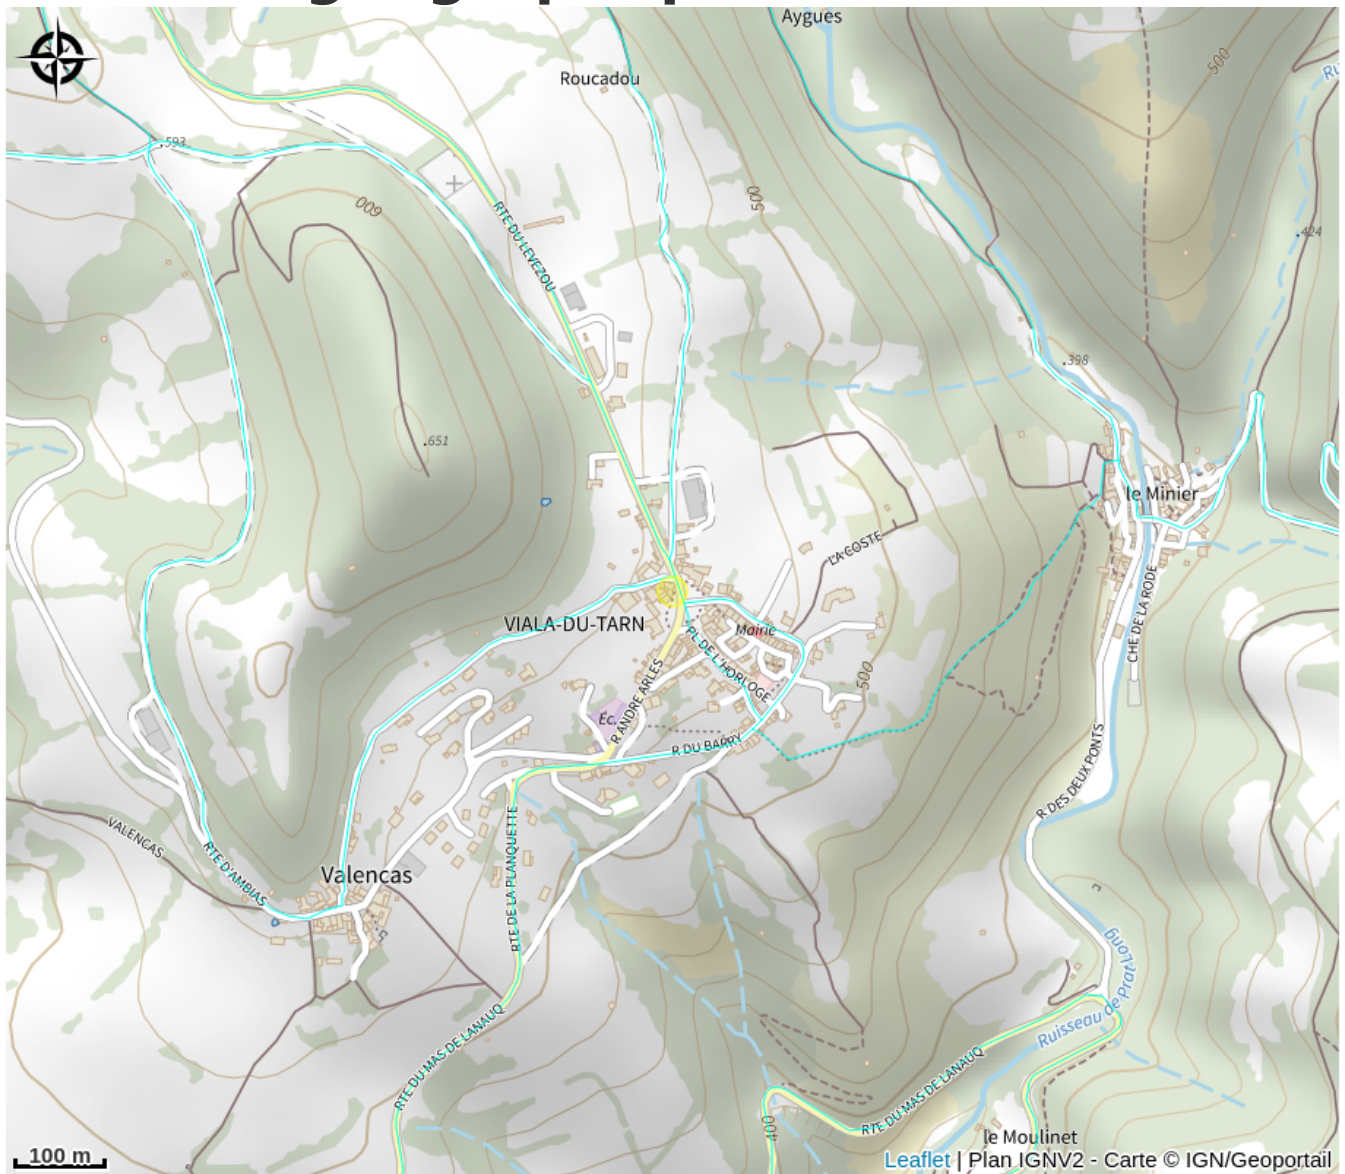 Aygues
Roucadou
500
Ru
593
600
500
424
RTE DU LEVEZOU
398
651
le Minier
LA COSTE
VIALA-DU-TARN
Mairie
PL DE L'HORLOGE
CHE DE LA RODE
500
R ANDRE ARLES
Éc.
R DU BARRY
R DES DEUX PONTS
VALENCAS
RTE D'AMBIAS
Valencas
RTE DE LA PLANQUETTE
Ruisseau de Prat Long
RTE DU MAS DE LANAUQ
RTE DU MAS DE LANAUQ
400
le Moulinet
100 m
Leaflet | Plan IGNV2 - Carte © IGN/Geoportail